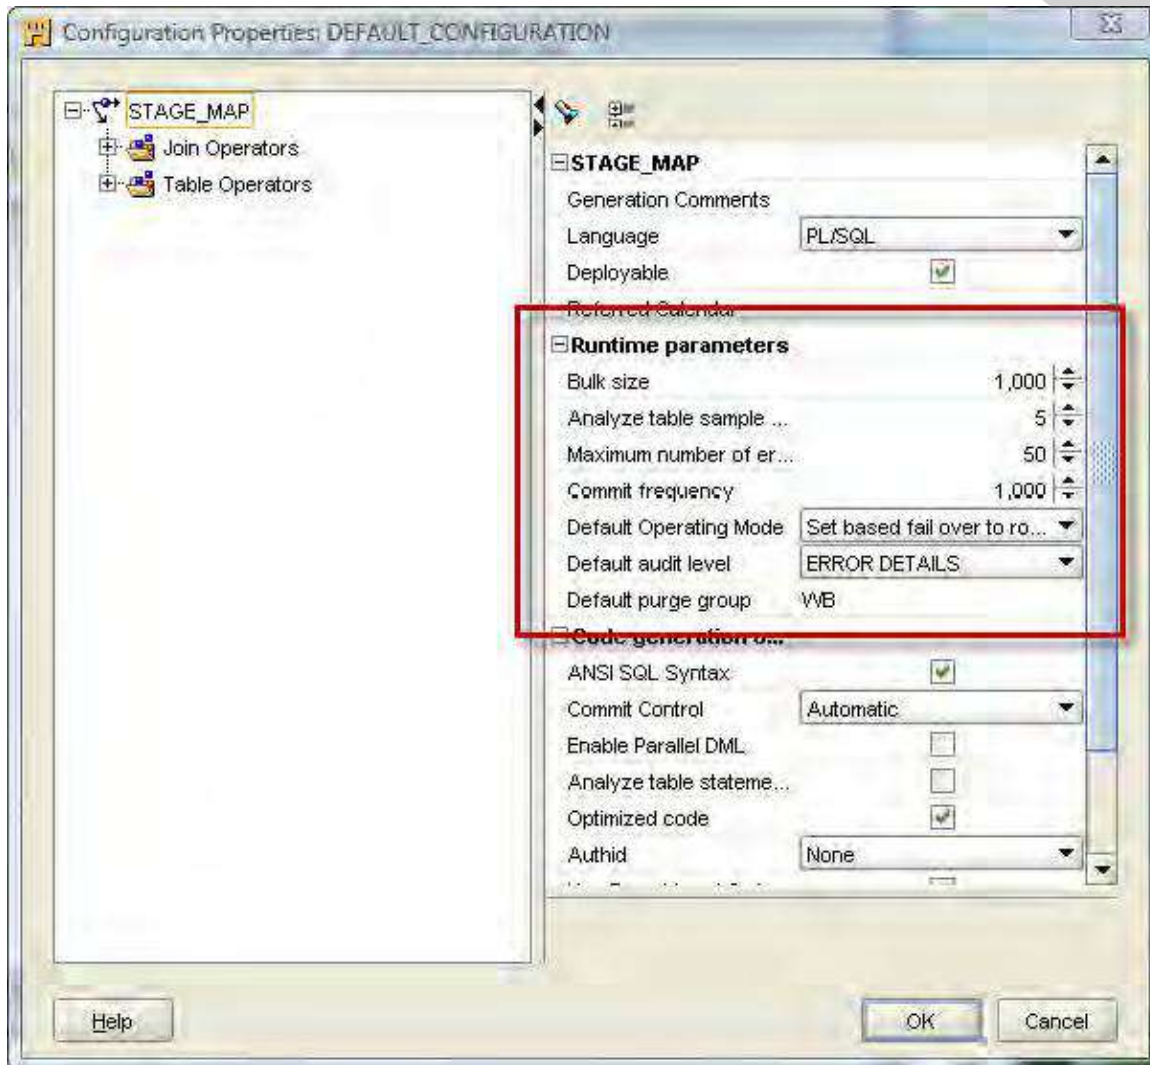 Configuration Properties: DEFAULT_CONFIGURATION
STAGE_MAP
Join Operators
Table Operators
STAGE_MAP
Generation Comments
Language PL/SQL
Deployable
Referred Calendar
Runtime parameters
Bulk size 1,000
Analyze table sample ... 5
Maximum number of er... 50
Commit frequency 1,000
Default Operating Mode Set based fail over to ro...
Default audit level ERROR DETAILS
Default purge group WB
Code generation o...
ANSI SQL Syntax
Commit Control Automatic
Enable Parallel DML
Analyze table stateme...
Optimized code
Authid None
Help OK Cancel